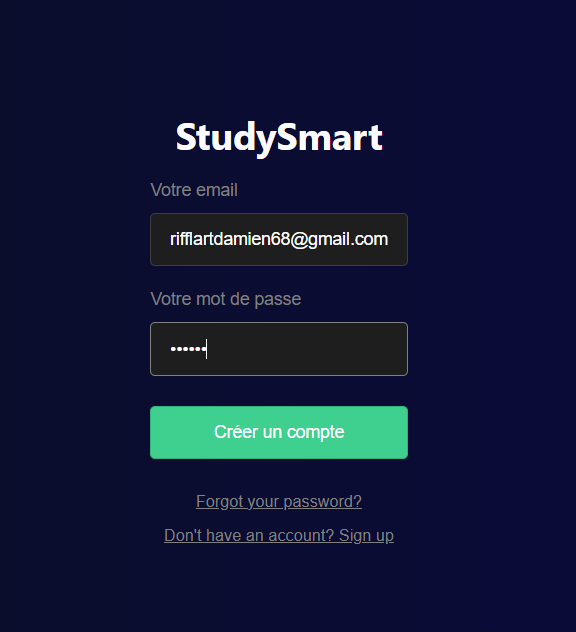 StudySmart
Votre email
rifflartdamien68@gmail.com
Votre mot de passe
••••••
Créer un compte
Forgot your password?
Don't have an account? Sign up